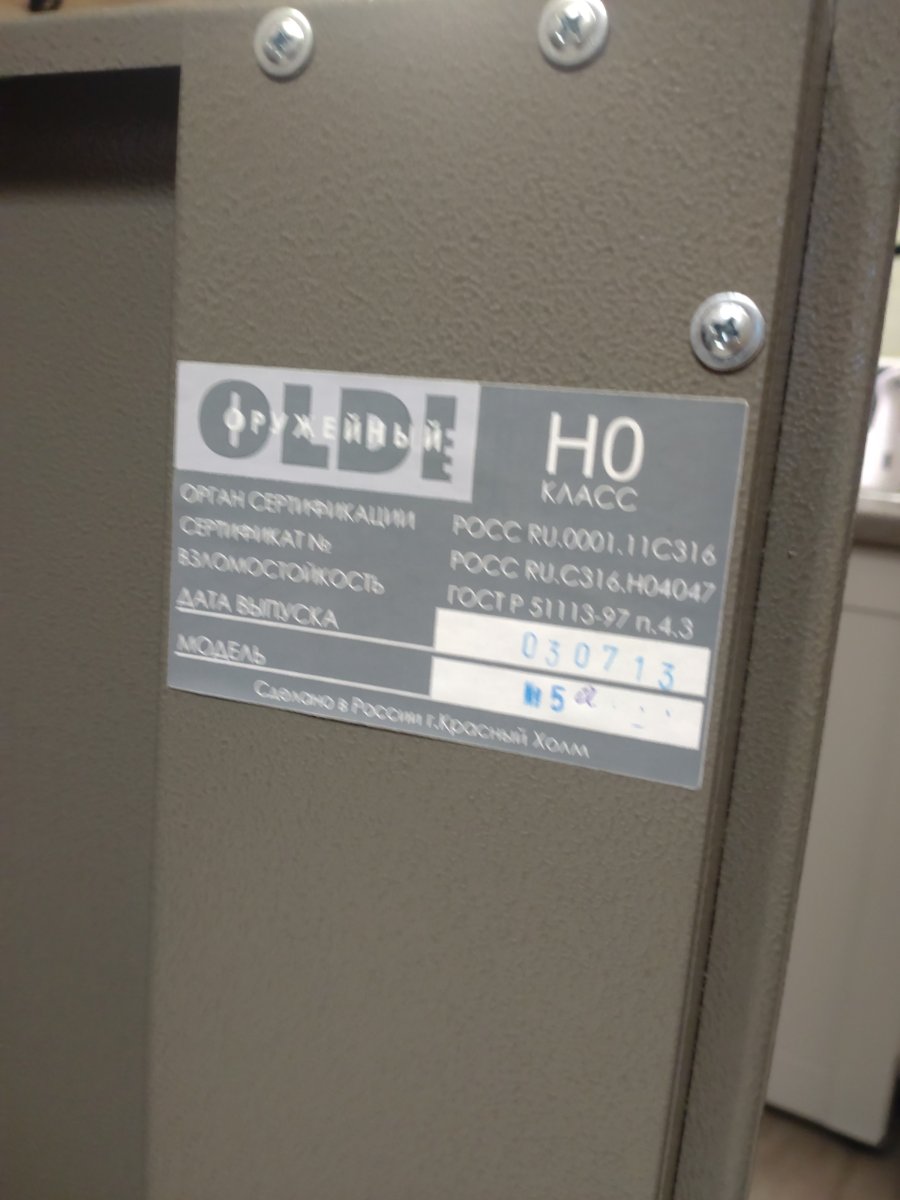 OLDI
ОРУЖЕЙНЫЙ
Н0
КЛАСС
ОРГАН СЕРТИФИКАЦИИ РОСС RU.0001.11С316
СЕРТИФИКАТ № РОСС RU.С316.Н04047
ВЗЛОМОСТОЙКОСТЬ ГОСТ Р 51113-97 п.4.3
ДАТА ВЫПУСКА 030713
МОДЕЛЬ
Сделано в России г.Красный Холм